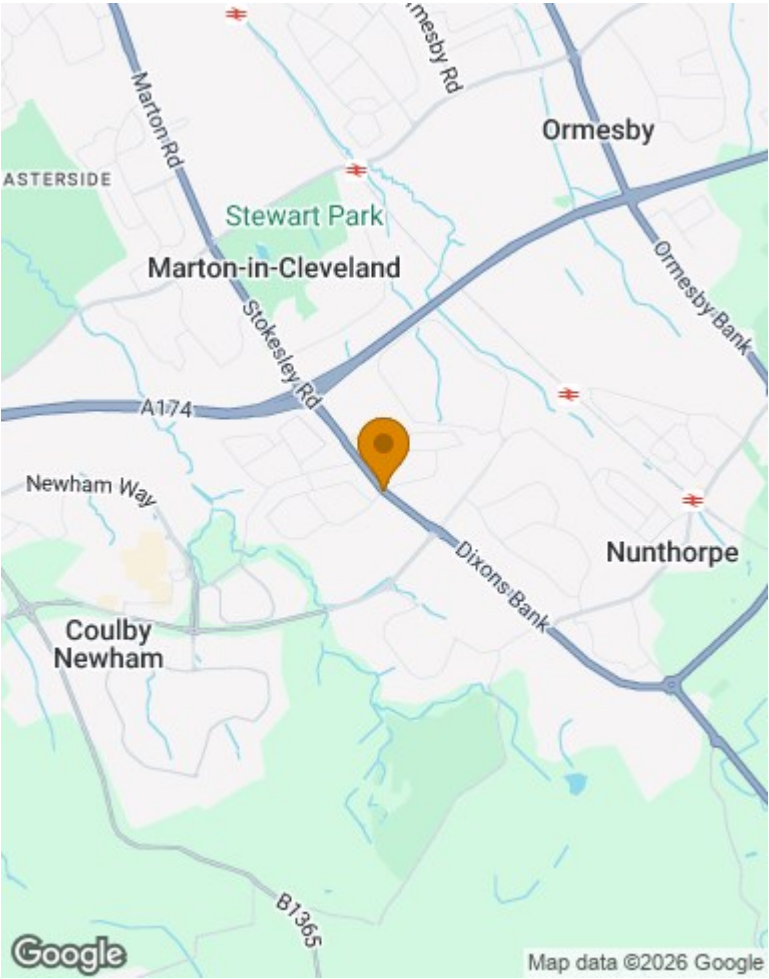 rmesby Rd
Ormesby
Marton Rd
ASTERSIDE
Stewart Park
Marton-in-Cleveland
Ormesby Bank
Stokesley Rd
A174
Newham Way
Nunthorpe
Dixons Bank
Coulby
Newham
B1365
Google
Map data ©2026 Google